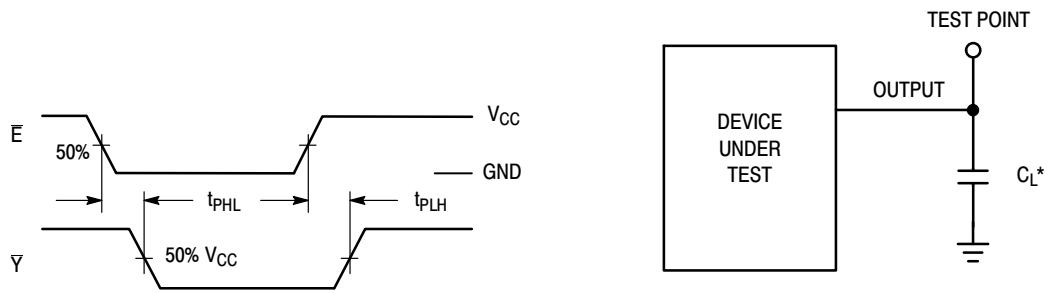 E̅
50%
V_CC
GND
t_PHL
t_PLH
Y̅
50% V_CC
TEST POINT
OUTPUT
DEVICE
UNDER
TEST
C_L*